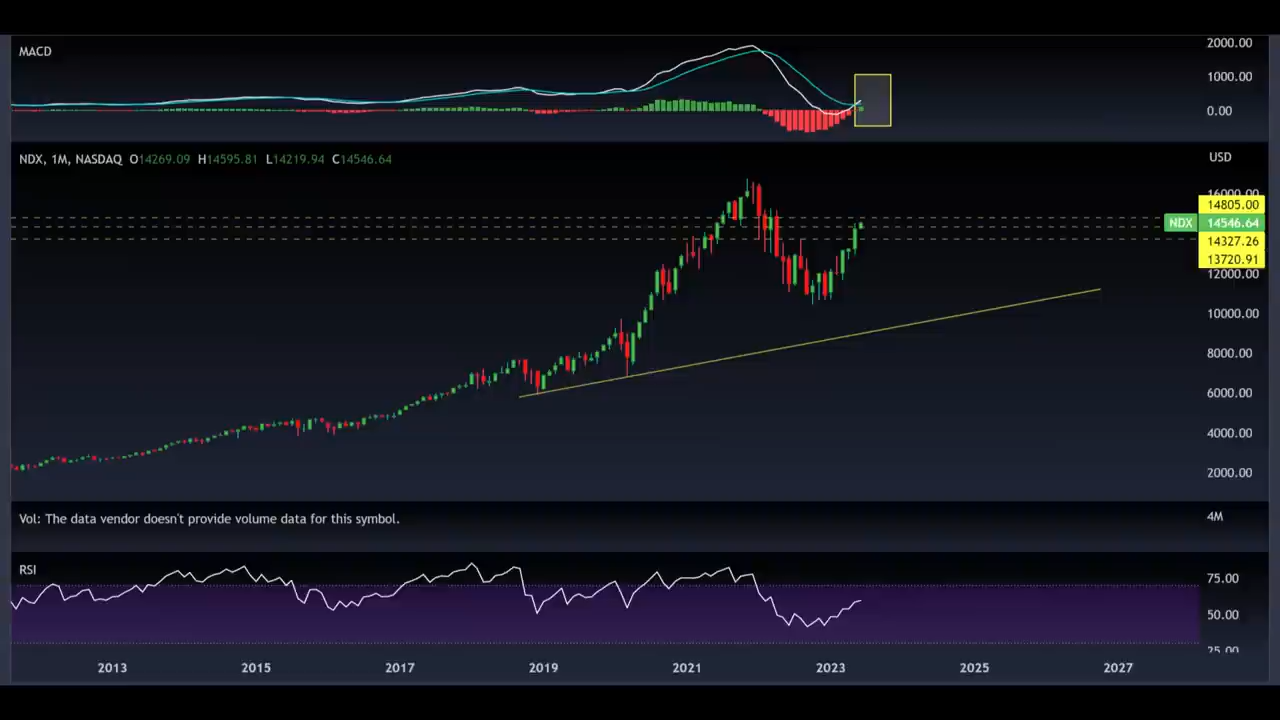 MACD
2000.00
1000.00
0.00
NDX, 1M, NASDAQ O14269.09 H14595.81 L14219.94 C14546.64
USD
16000.00
14805.00
NDX 14546.64
14327.26
13720.91
12000.00
10000.00
8000.00
6000.00
4000.00
2000.00
Vol: The data vendor doesn't provide volume data for this symbol.
4M
RSI
75.00
50.00
25.00
2013 2015 2017 2019 2021 2023 2025 2027